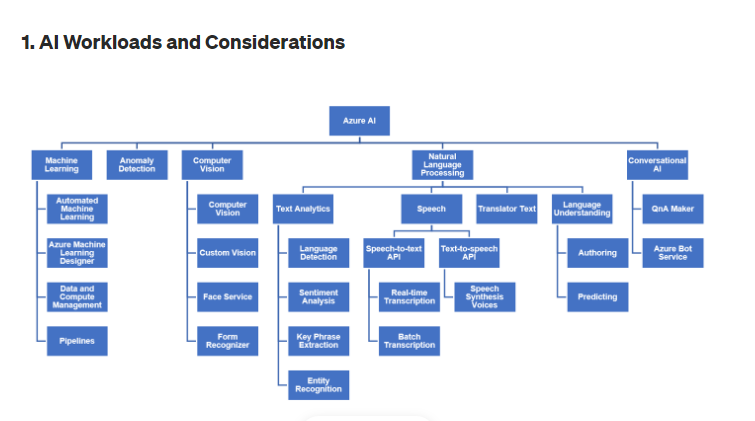 1. AI Workloads and Considerations
Azure AI
Machine
Learning
Anomaly
Detection
Computer
Vision
Natural
Language
Processing
Conversational
AI
Automated
Machine
Learning
Azure Machine
Learning
Designer
Data and
Compute
Management
Pipelines
Computer
Vision
Custom Vision
Face Service
Form
Recognizer
Text Analytics
Language
Detection
Sentiment
Analysis
Key Phrase
Extraction
Entity
Recognition
Speech
Speech-to-text
API
Real-time
Transcription
Batch
Transcription
Text-to-speech
API
Speech
Synthesis
Voices
Translator Text
Language
Understanding
Authoring
Predicting
QnA Maker
Azure Bot
Service